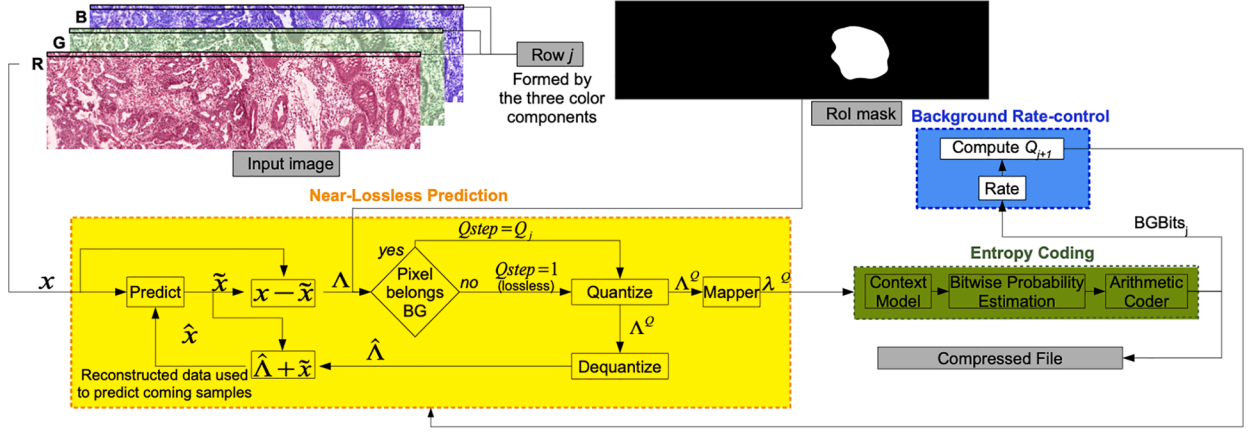 B
G
R
Row j
Formed by
the three color
components
Input image
RoI mask
Background Rate-control
Compute Q_{j+1}
Rate
BGBits_j
Near-Lossless Prediction
Qstep=Q_j
yes
Pixel
belongs
BG
no
Qstep=1
(lossless)
x
Predict
x̃
x−x̃
Λ
Quantize
Λ^Q
Mapper
λ^Q
Λ^Q
x̂
Λ̂+x̃
Λ̂
Dequantize
Reconstructed data used
to predict coming samples
Entropy Coding
Context
Model
Bitwise Probability
Estimation
Arithmetic
Coder
Compressed File